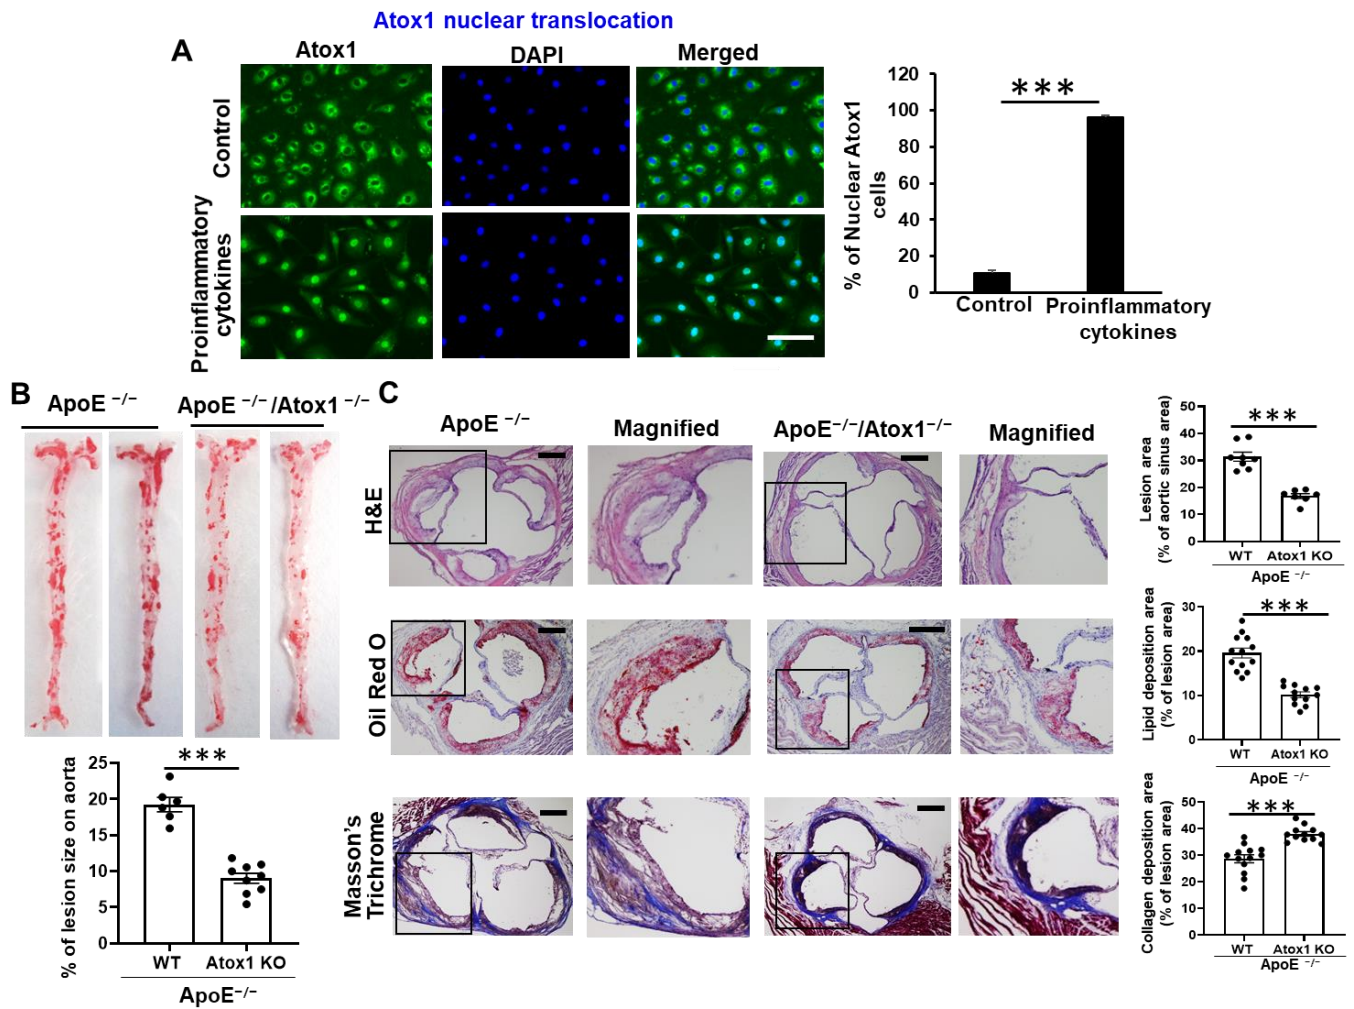 Atox1 nuclear translocation
A
Atox1
DAPI
Merged
Control
Proinflammatory
cytokines
120
100
80
60
40
20
0
% of Nuclear Atox1
cells
***
Control
Proinflammatory
cytokines
B
ApoE −/−
ApoE −/− /Atox1 −/−
25
20
15
10
5
0
% of lesion size on aorta
***
WT
Atox1 KO
ApoE−/−
C
ApoE −/−
Magnified
ApoE−/−/Atox1−/−
Magnified
H&E
Oil Red O
Masson's
Trichrome
50
40
30
20
10
0
Lesion area
(% of aortic sinus area)
***
WT
Atox1 KO
ApoE −/−
30
20
10
0
Lipid deposition area
(% of lesion area)
***
WT
Atox1 KO
ApoE −/−
50
40
30
20
10
0
Collagen deposition area
(% of lesion area)
***
WT
Atox1 KO
ApoE −/−